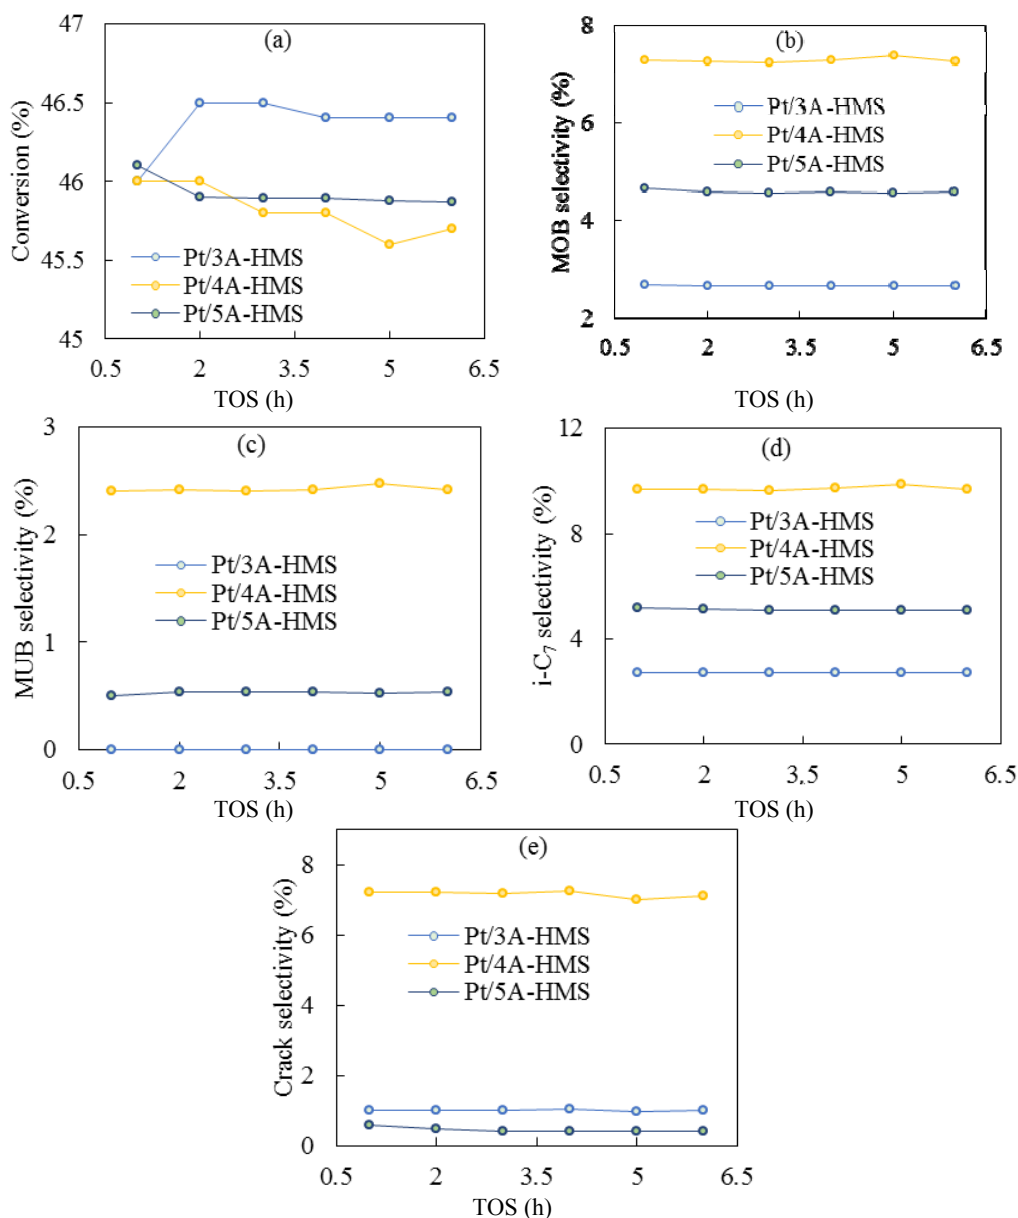 (a)
Conversion (%)
47
46.5
46
45.5
45
Pt/3A-HMS
Pt/4A-HMS
Pt/5A-HMS
0.5 2 3.5 5 6.5
TOS (h)
(b)
MOB selectivity (%)
8
6
4
2
Pt/3A-HMS
Pt/4A-HMS
Pt/5A-HMS
0.5 2 3.5 5 6.5
TOS (h)
(c)
MUB selectivity (%)
3
2
1
0
Pt/3A-HMS
Pt/4A-HMS
Pt/5A-HMS
0.5 2 3.5 5 6.5
TOS (h)
(d)
i-C₇ selectivity (%)
12
8
4
0
Pt/3A-HMS
Pt/4A-HMS
Pt/5A-HMS
0.5 2 3.5 5 6.5
TOS (h)
(e)
Crack selectivity (%)
8
6
4
2
0
Pt/3A-HMS
Pt/4A-HMS
Pt/5A-HMS
0.5 2 3.5 5 6.5
TOS (h)